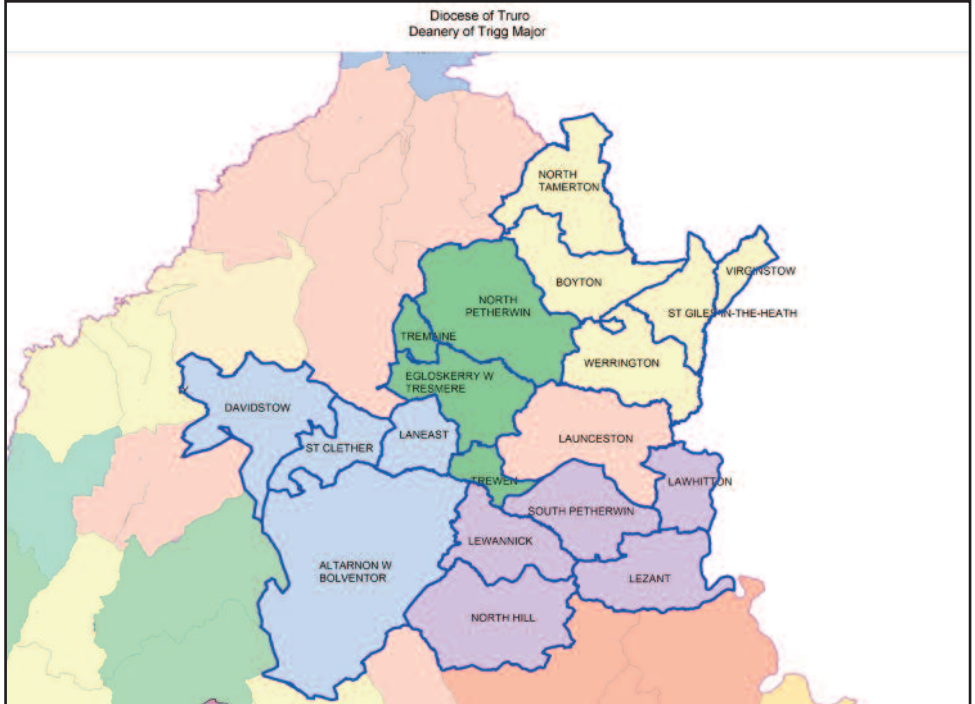 Diocese of Truro
Deanery of Trigg Major
NORTH
TAMERTON
VIRGINSTOW
BOYTON
NORTH
PETHERWIN
ST GILES-IN-THE-HEATH
TREMAINE
WERRINGTON
EGLOSKERRY W
TRESMERE
DAVIDSTOW
LANEAST
LAUNCESTON
ST CLETHER
TREWEN
LAWHITTON
SOUTH PETHERWIN
LEWANNICK
ALTARNON W
BOLVENTOR
LEZANT
NORTH HILL